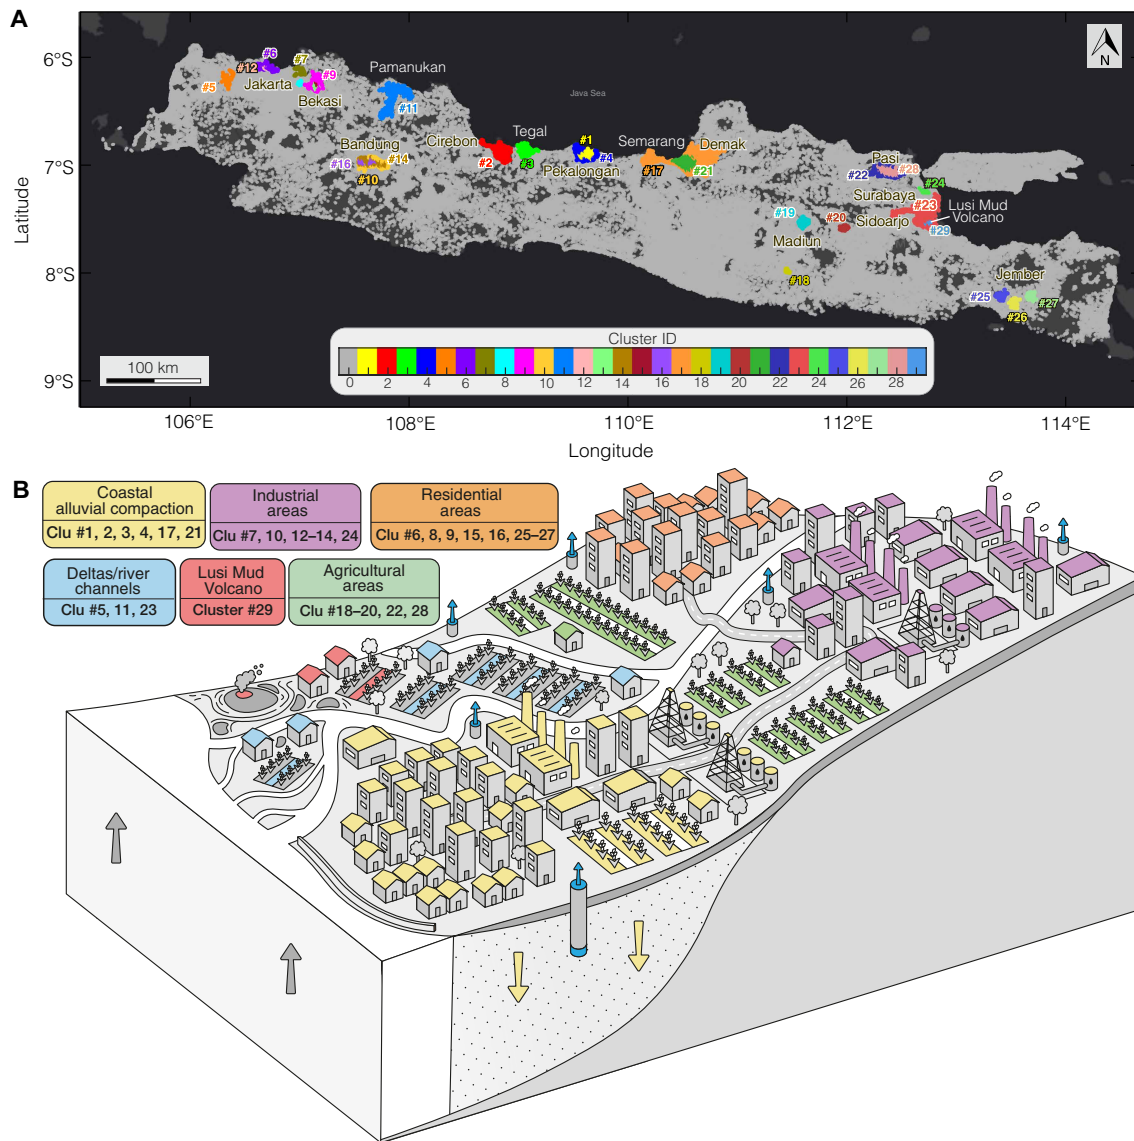 A
6°S
7°S
8°S
9°S
Latitude
#6
#7
#12
#9
#5
Jakarta
Bekasi
Pamanukan
#11
Java Sea
Bandung
#16
#14
#10
Cirebon
Tegal
#2
#3
#1
#4
Pekalongan
Semarang
Demak
#17
#21
Pasi
#22
#28
#24
Surabaya
#23
Lusi Mud
Volcano
#19
#20
Sidoarjo
#29
Madiun
#18
Jember
#25
#27
#26
N
Cluster ID
0 2 4 6 8 10 12 14 16 18 20 22 24 26 28
100 km
106°E 108°E 110°E 112°E 114°E
Longitude
B
Coastal
alluvial compaction
Clu #1, 2, 3, 4, 17, 21
Industrial
areas
Clu #7, 10, 12–14, 24
Residential
areas
Clu #6, 8, 9, 15, 16, 25–27
Deltas/river
channels
Clu #5, 11, 23
Lusi Mud
Volcano
Cluster #29
Agricultural
areas
Clu #18–20, 22, 28